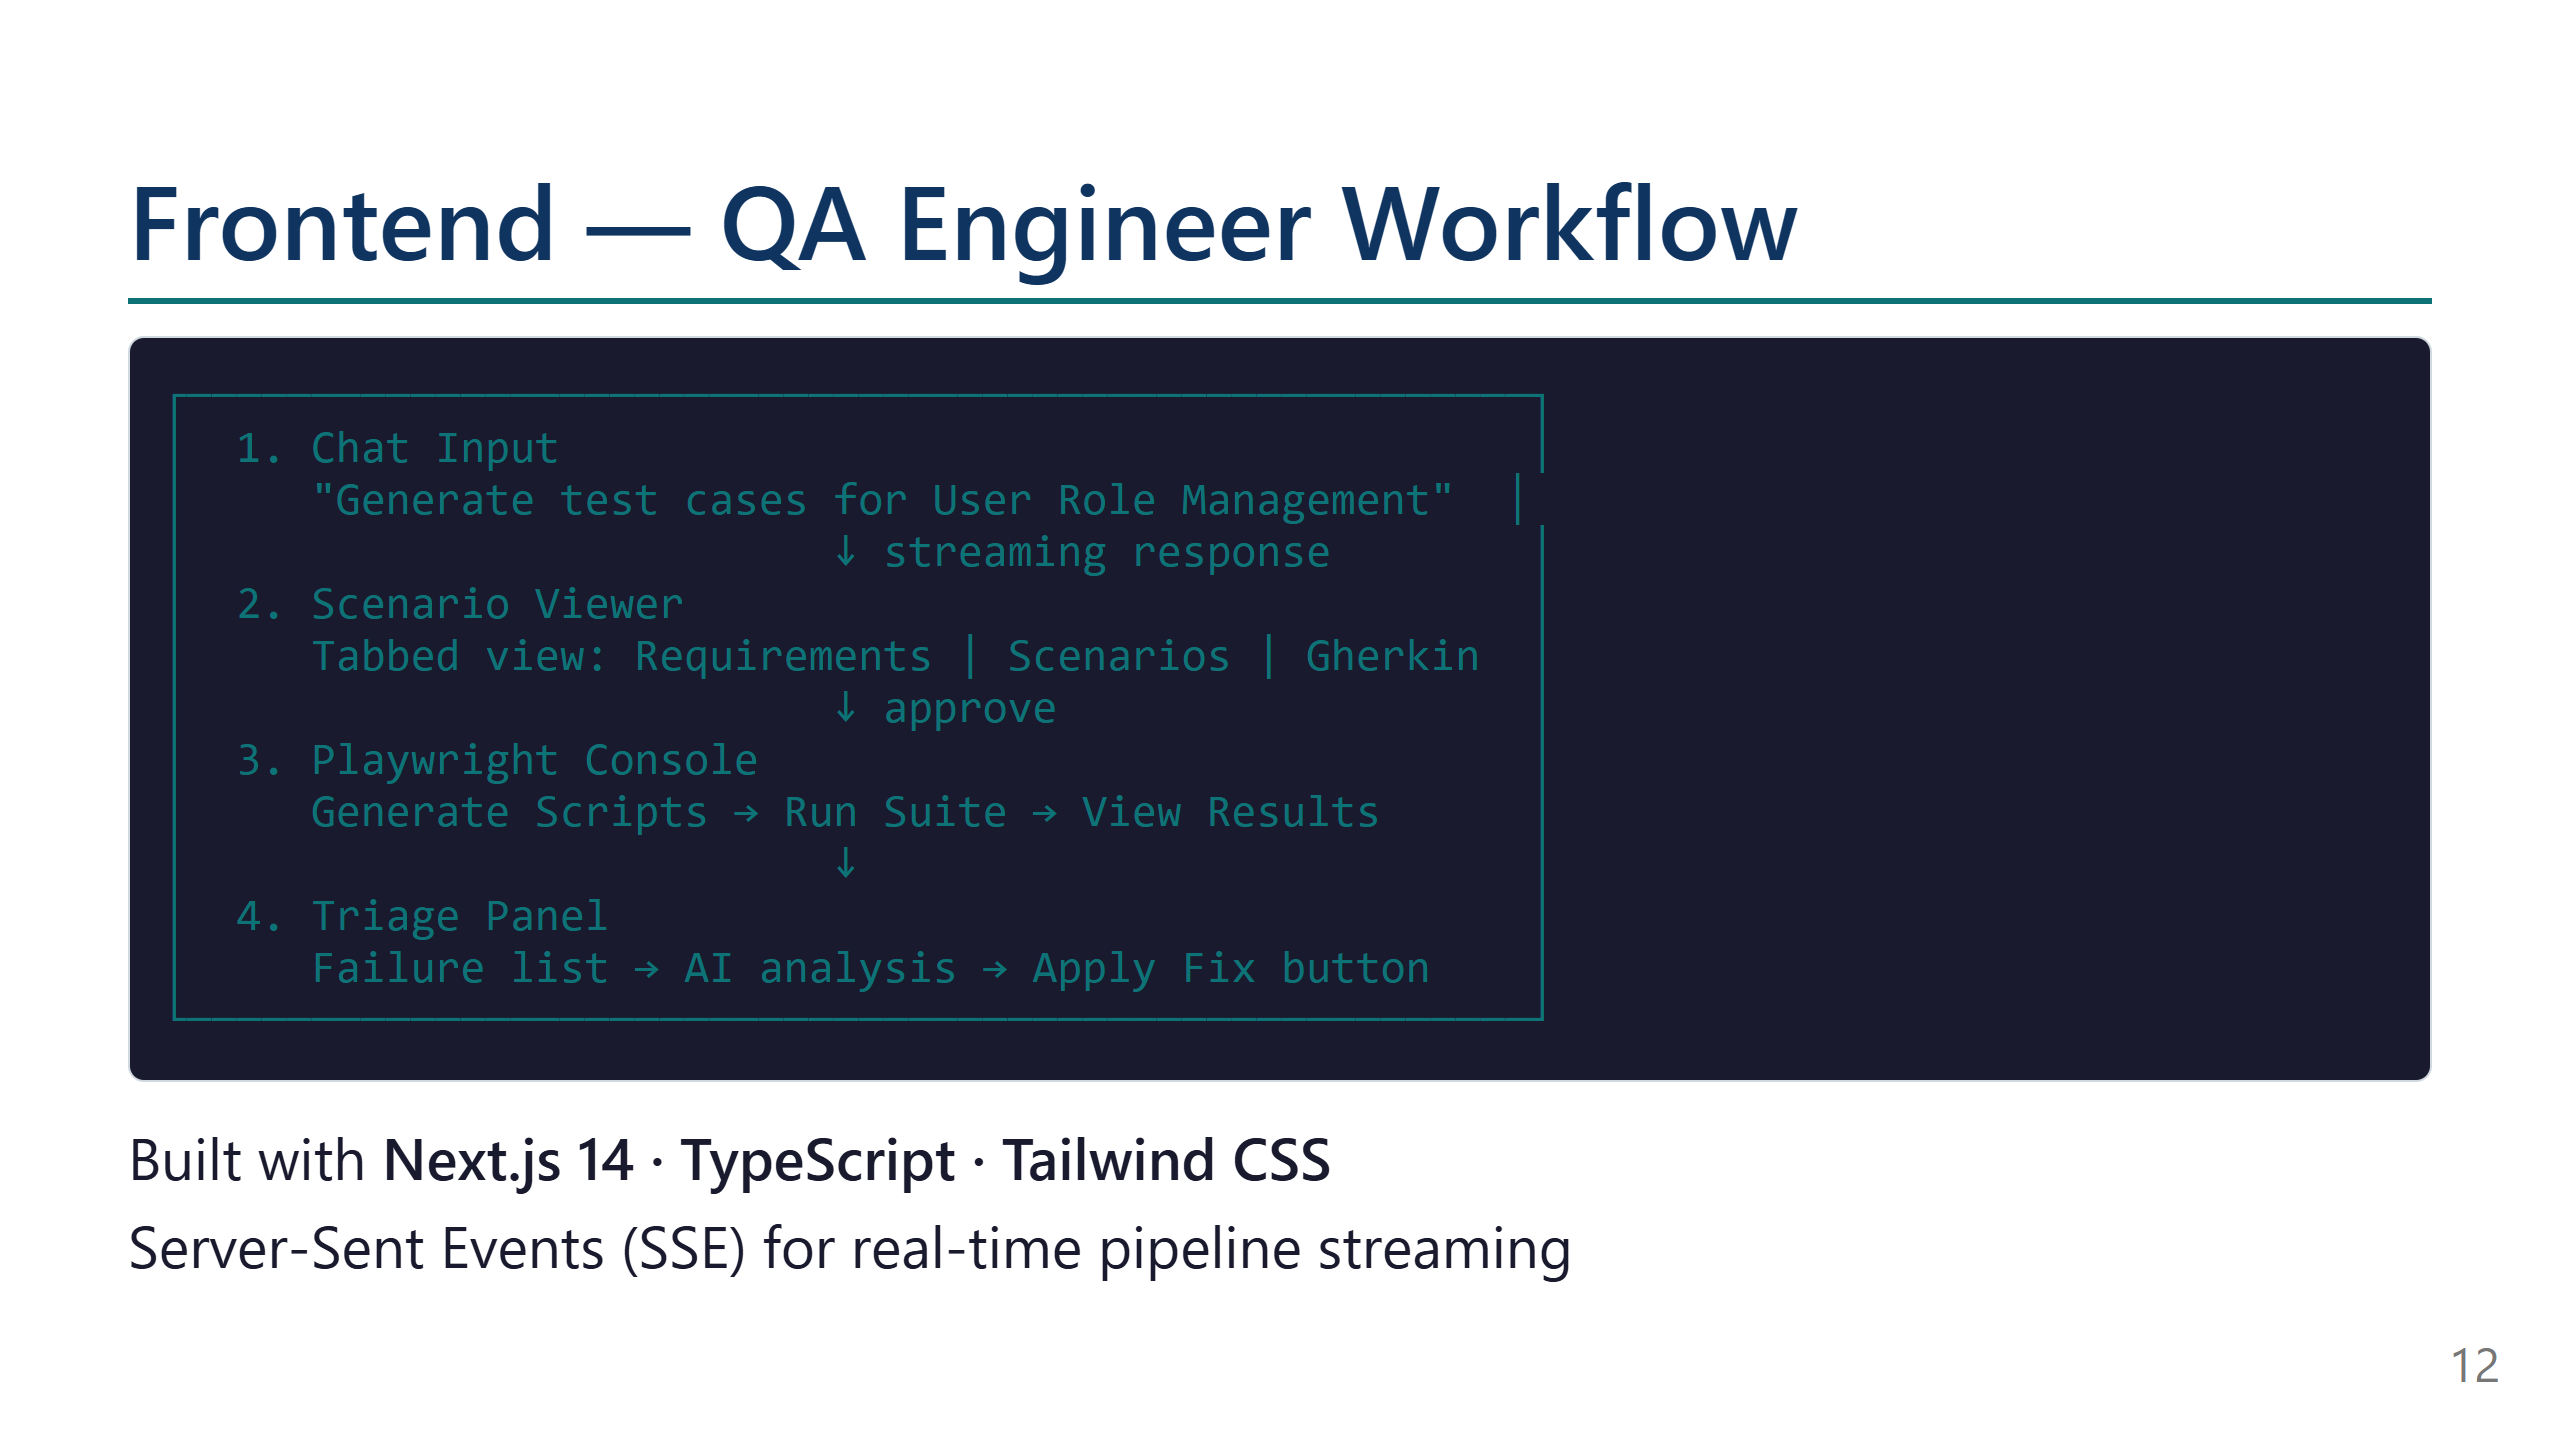 Frontend — QA Engineer Workflow
1. Chat Input
"Generate test cases for User Role Management" │
↓ streaming response
2. Scenario Viewer
Tabbed view: Requirements │ Scenarios │ Gherkin
↓ approve
3. Playwright Console
Generate Scripts → Run Suite → View Results
↓
4. Triage Panel
Failure list → AI analysis → Apply Fix button
Built with Next.js 14 · TypeScript · Tailwind CSS
Server-Sent Events (SSE) for real-time pipeline streaming
12